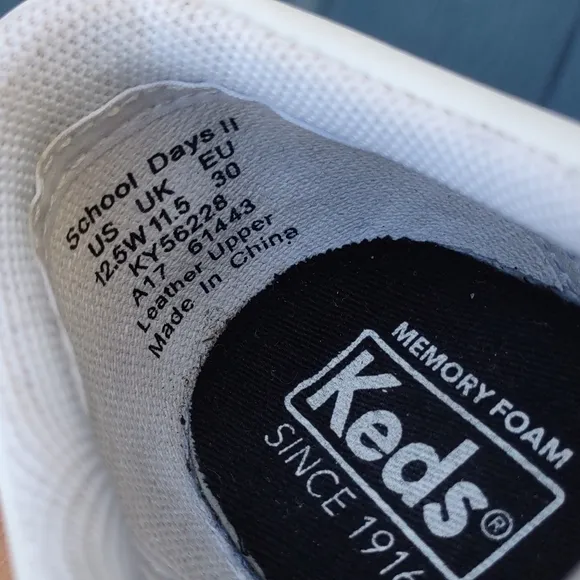 School Days II
US UK EU
12.5W 11.5 30
KY56228
A17 61443
Leather Upper
Made In China
MEMORY FOAM
Keds®
SINCE 1916